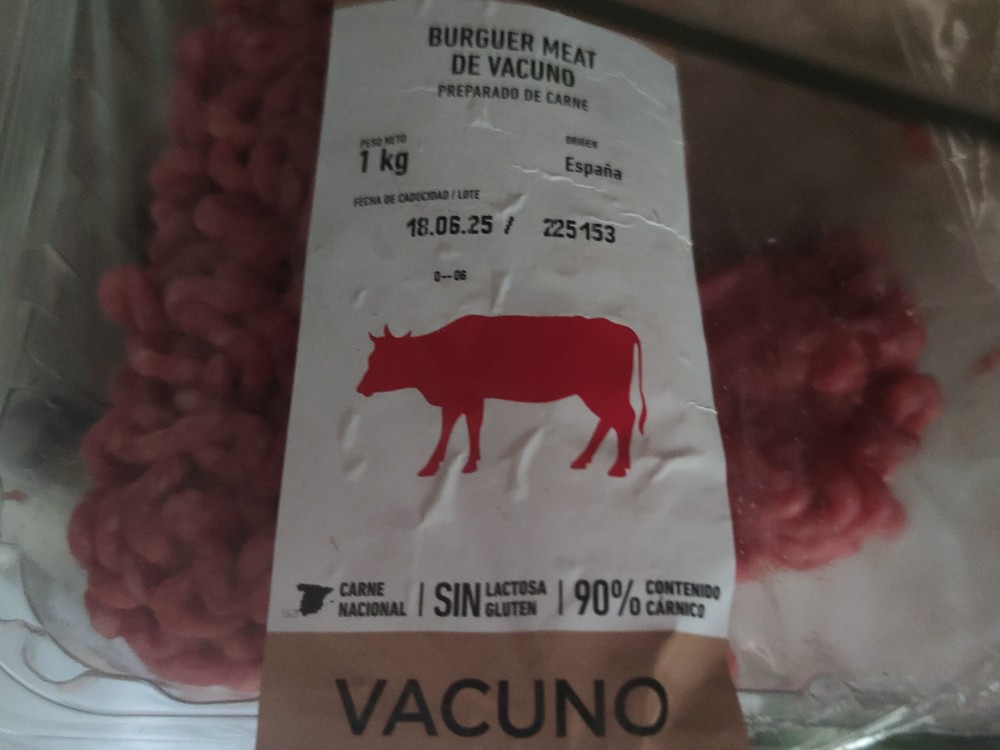 BURGUER MEAT
DE VACUNO
PREPARADO DE CARNE
PESO NETO
1 kg
ORIGEN
España
FECHA DE CADUCIDAD / LOTE
18.06.25 / 225153
0--06
CARNE
NACIONAL
SIN LACTOSA
GLUTEN
90% CONTENIDO
CÁRNICO
VACUNO